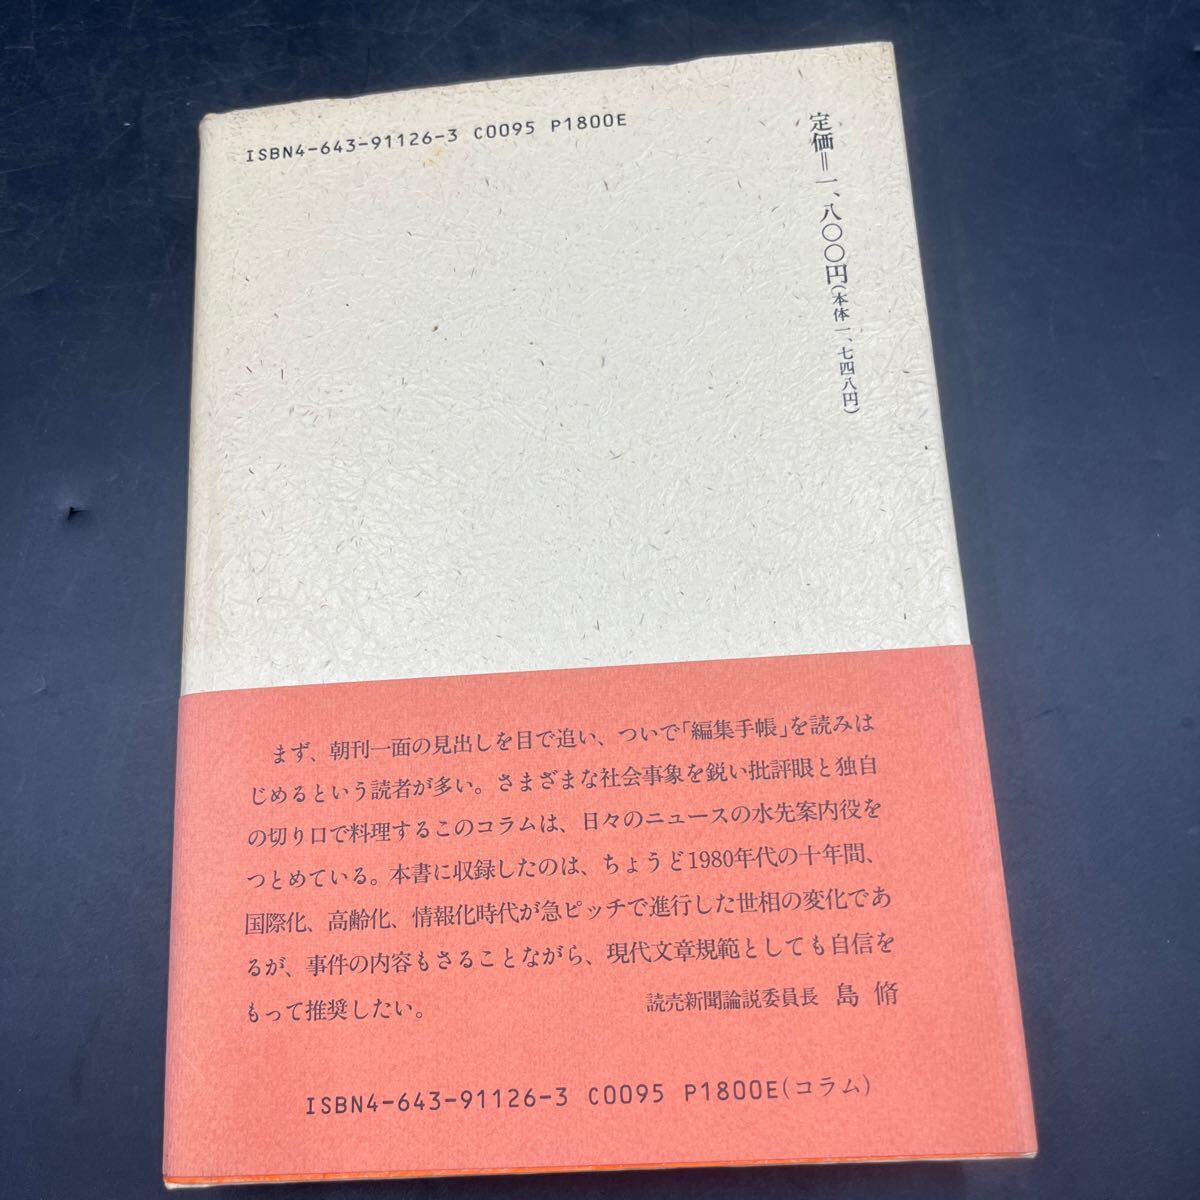 ISBN4-643-91126-3 C0095 P1800E
定価=一、八〇〇円(本体一、七四八円)
まず、朝刊一面の見出しを目で追い、ついで「編集手帳」を読みは
じめるという読者が多い。さまざまな社会事象を鋭い批評眼と独自
の切り口で料理するこのコラムは、日々のニュースの水先案内役を
つとめている。本書に収録したのは、ちょうど1980年代の十年間、
国際化、高齢化、情報化時代が急ピッチで進行した世相の変化であ
るが、事件の内容もさることながら、現代文章規範としても自信を
もって推奨したい。
読売新聞論説委員長 島 脩
ISBN4-643-91126-3 C0095 P1800E(コラム)